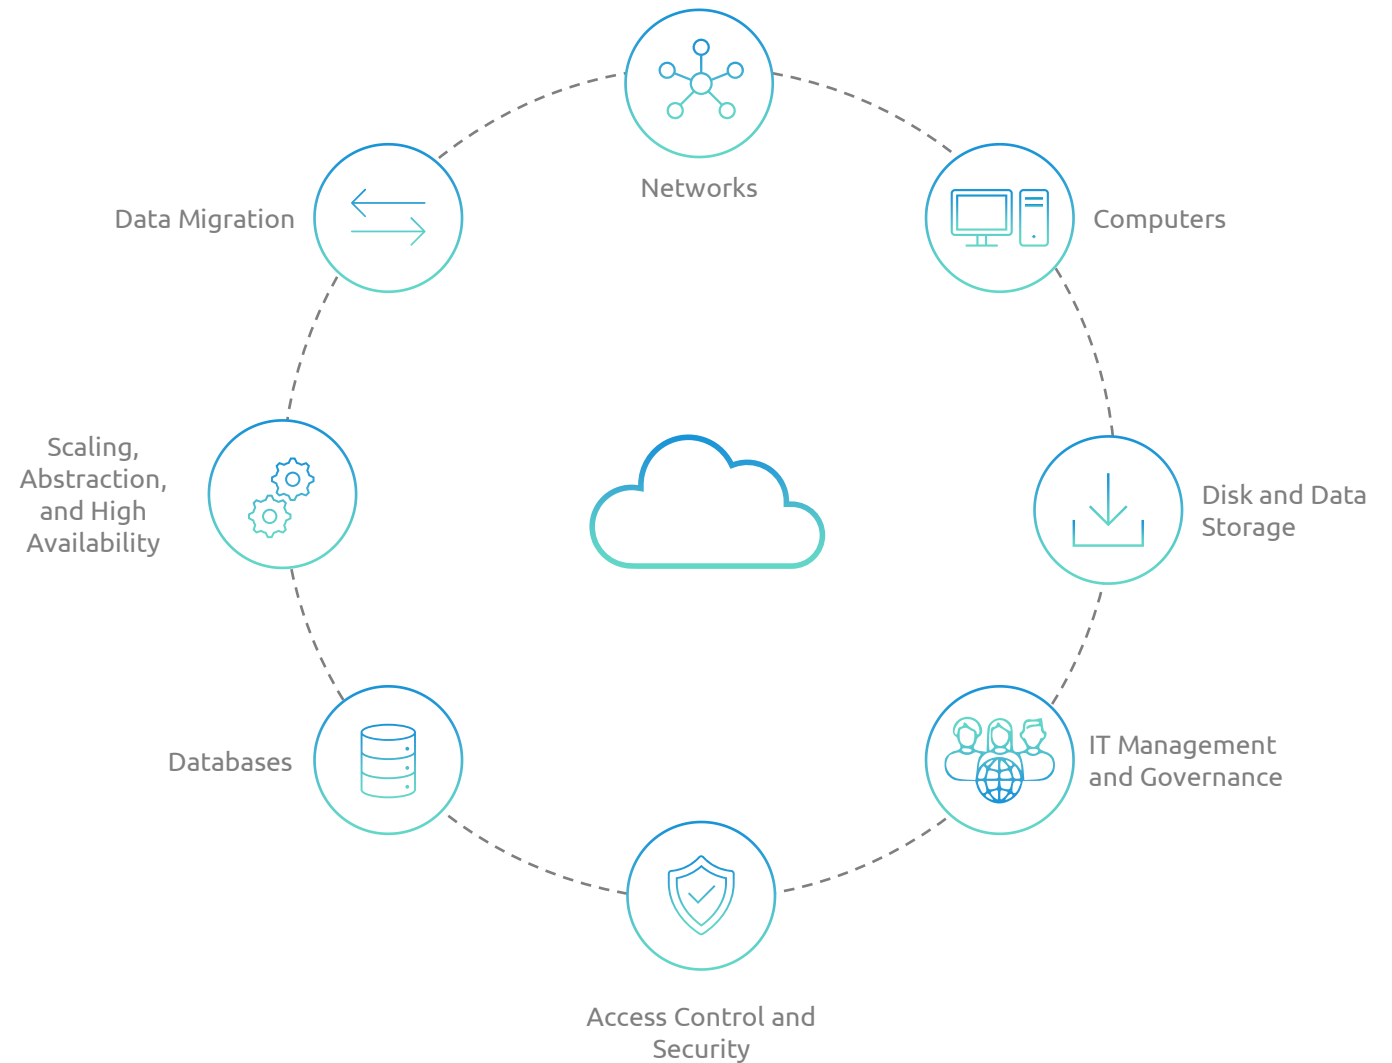 Networks
Computers
Disk and Data
Storage
IT Management
and Governance
Access Control and
Security
Databases
Scaling,
Abstraction,
and High
Availability
Data Migration